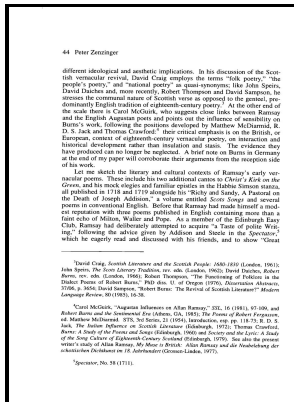 44 Peter Zenzinger
different ideological and aesthetic implications. In his discussion of the Scot-
tish vernacular revival, David Craig employs the terms "folk poetry," "the
people's poetry," and "national poetry" as quasi-synonyms; like John Speirs,
David Daiches and, more recently, Robert Thompson and David Sampson, he
stresses the communal nature of Scottish verse as opposed to the genteel, pre-
dominantly English tradition of eighteenth-century poetry.⁷ At the other end of
the scale there is Carol McGuirk, who suggests close links between Burns
and the English Augustan poets and points out the influence of sensibility on
Burns's work, following the position developed by Matthew McDiarmid, R.
D. S. Jack and Thomas Crawford:⁸ their critical emphasis is on the British, or
European, context of eighteenth-century vernacular poetry, on interaction and
historical development rather than insulation and stasis. The evidence they
have produced can no longer be neglected. A brief note on Burns in Germany
at the end of my paper will corroborate their arguments from the reception side
of his work.
Let me sketch the literary and cultural contexts of Ramsay's early ver-
nacular poems. These include his two additional cantos to Christ's Kirk on the
Green, and his mock elegies and familiar epistles in the Habbie Simson stanza,
all published in 1718 and 1719 alongside his "Richy and Sandy, A Pastoral on
the Death of Joseph Addison," a volume entitled Scots Songs and several
poems in conventional English. Before that Ramsay had made himself a mod-
est reputation with three poems published in English containing more than a
faint echo of Milton, Waller and Pope. As a member of the Edinburgh Easy
Club, Ramsay had deliberately attempted to acquire "a Taste of polite Writ-
ing," following the advice given by Addison and Steele in the Spectator,⁹
which he eagerly read and discussed with his friends, and to show "Great
⁷David Craig, Scottish Literature and the Scottish People: 1680-1830 (London, 1961);
John Speirs, The Scots Literary Tradition, rev. edn. (London, 1962); David Daiches, Robert
Burns, rev. edn. (London, 1966); Robert Thompson, "The Functioning of Folklore in the
Dialect Poems of Robert Burns," PhD diss. U. of Oregon (1976), Dissertation Abstracts,
37/06, p. 3654; David Sampson, "Robert Burns: The Revival of Scottish Literature?" Modern
Language Review, 80 (1985), 16-38.
⁸Carol McGuirk, "Augustan Influences on Allan Ramsay," SSL, 16 (1981), 97-109, and
Robert Burns and the Sentimental Era (Athens, GA, 1985); The Poems of Robert Fergusson,
ed. Matthew McDiarmid. STS, 3rd Series, 21 (1954), Introduction, esp. pp. 118-73; R. D. S.
Jack, The Italian Influence on Scottish Literature (Edinburgh, 1972); Thomas Crawford,
Burns: A Study of the Poems and Songs (Edinburgh, 1960) and Society and the Lyric: A Study
of the Song Culture of Eighteenth Century Scotland (Edinburgh, 1979). See also the present
writer's study of Allan Ramsay, My Muse is British: Allan Ramsay und die Neubelebung der
schottischen Dichtkunst im 18. Jahrhundert (Grossen-Linden, 1977).
⁹Spectator, No. 58 (1711).